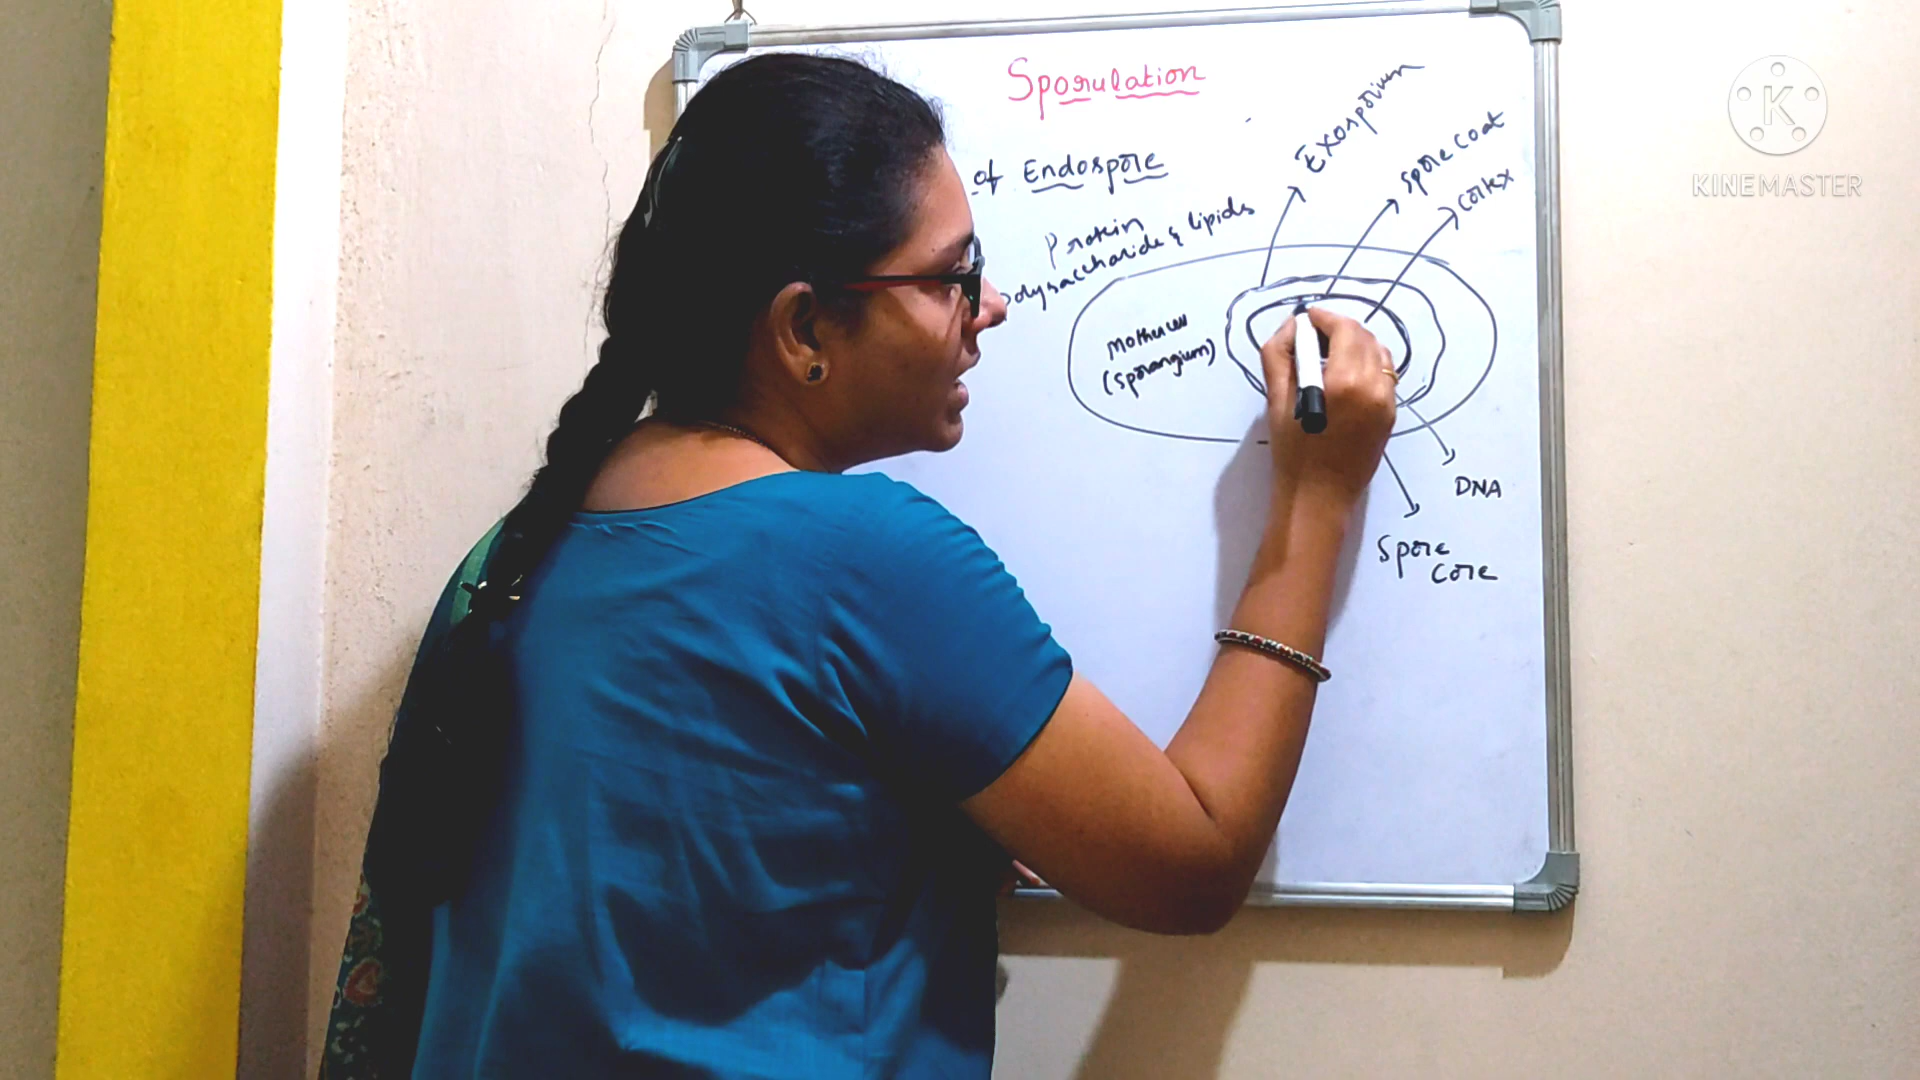 Sporulation
of Endospore
Protein
olysaccharide & lipids
Exosporium
Spore coat
Cortex
Mother cell
(Sporangium)
DNA
Spore
Core
KINEMASTER